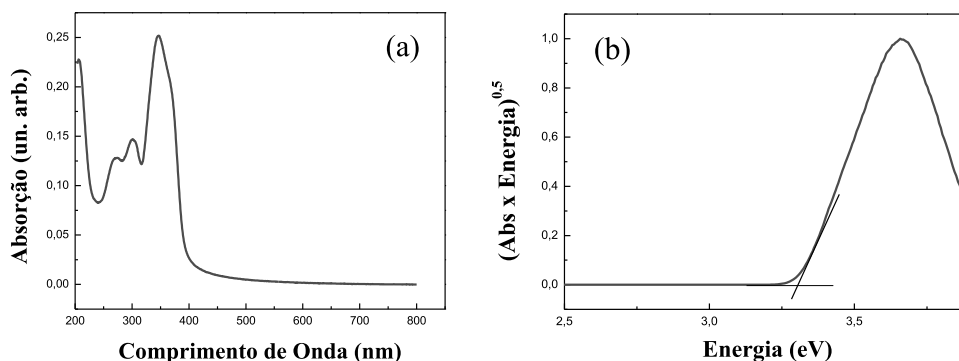 (a)
0,25
0,20
0,15
0,10
0,05
0,00
Absorção (un. arb.)
200 300 400 500 600 700 800
Comprimento de Onda (nm)
(b)
1,0
0,8
0,6
0,4
0,2
0,0
(Abs x Energia)^0,5
2,5 3,0 3,5
Energia (eV)